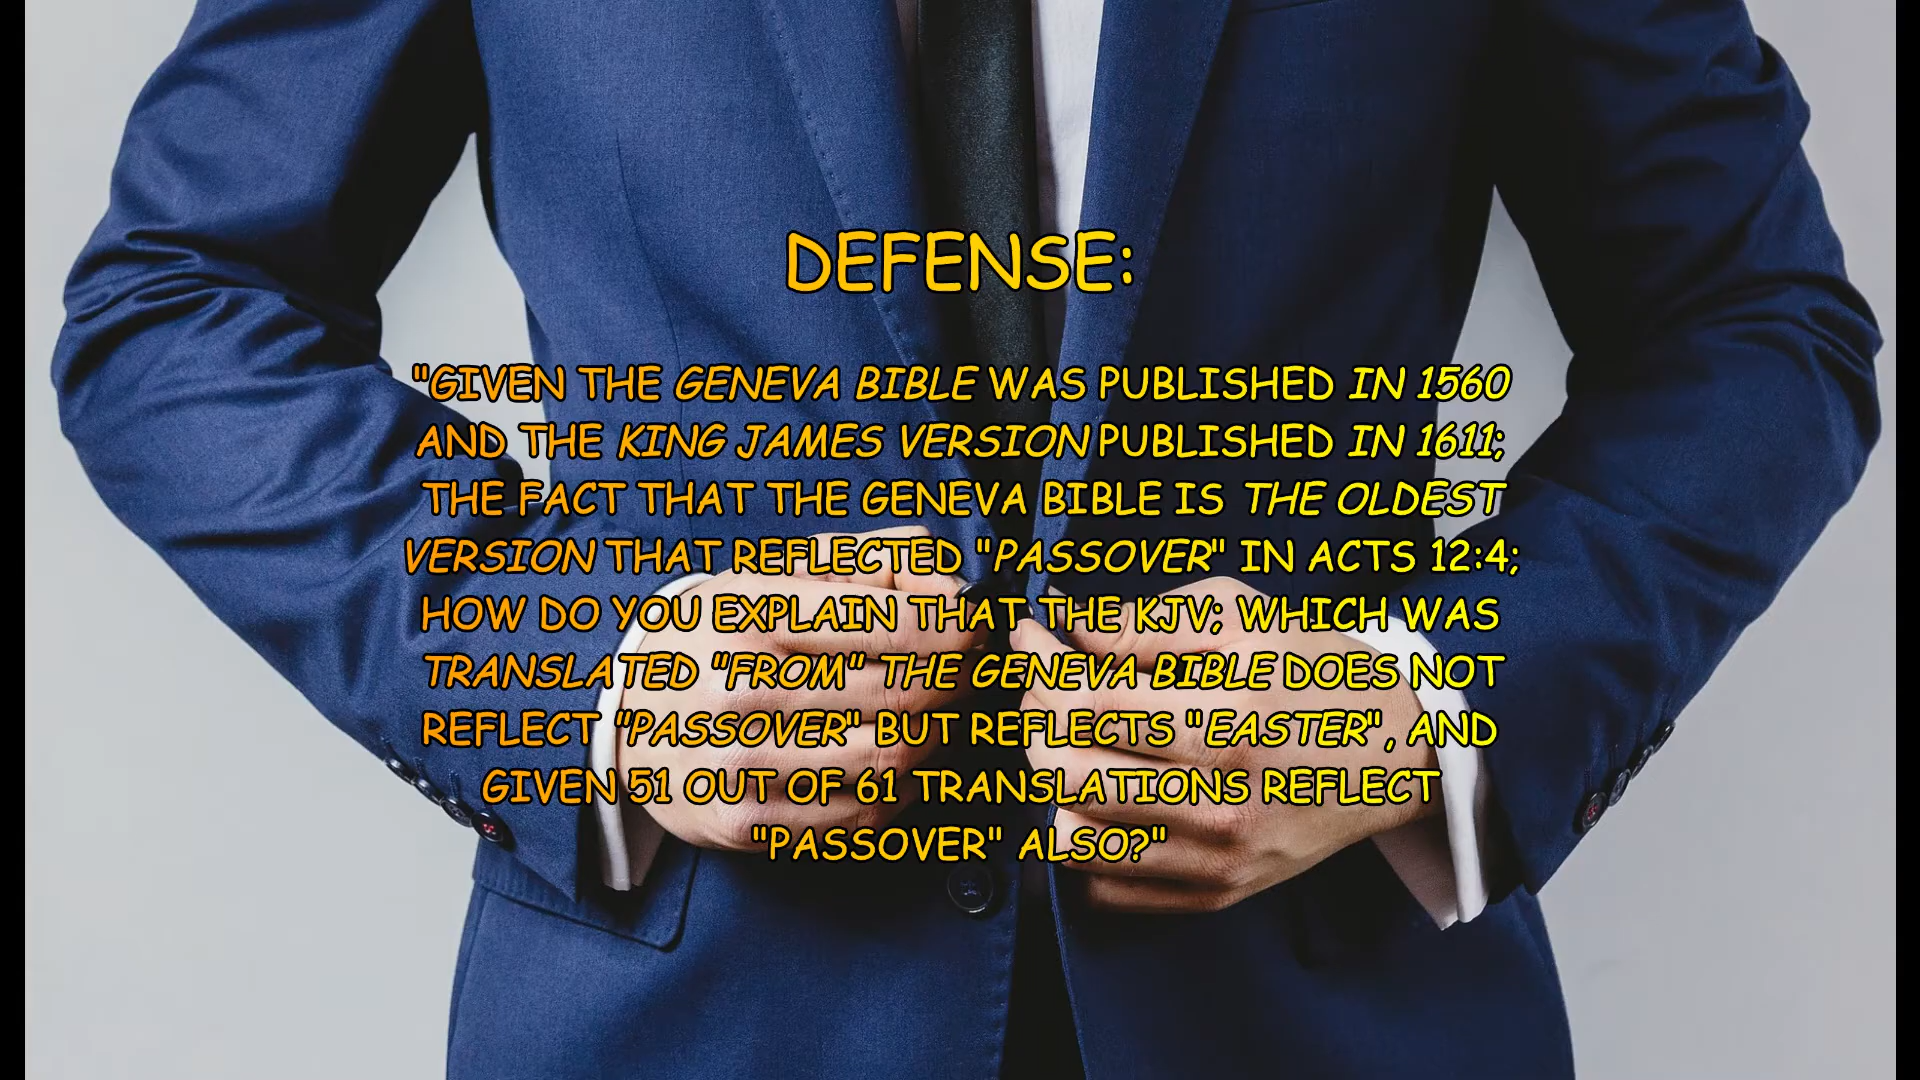 DEFENSE:
"GIVEN THE GENEVA BIBLE WAS PUBLISHED IN 1560
AND THE KING JAMES VERSION PUBLISHED IN 1611;
THE FACT THAT THE GENEVA BIBLE IS THE OLDEST
VERSION THAT REFLECTED "PASSOVER" IN ACTS 12:4;
HOW DO YOU EXPLAIN THAT THE KJV; WHICH WAS
TRANSLATED "FROM" THE GENEVA BIBLE DOES NOT
REFLECT "PASSOVER" BUT REFLECTS "EASTER", AND
GIVEN 51 OUT OF 61 TRANSLATIONS REFLECT
"PASSOVER" ALSO?"